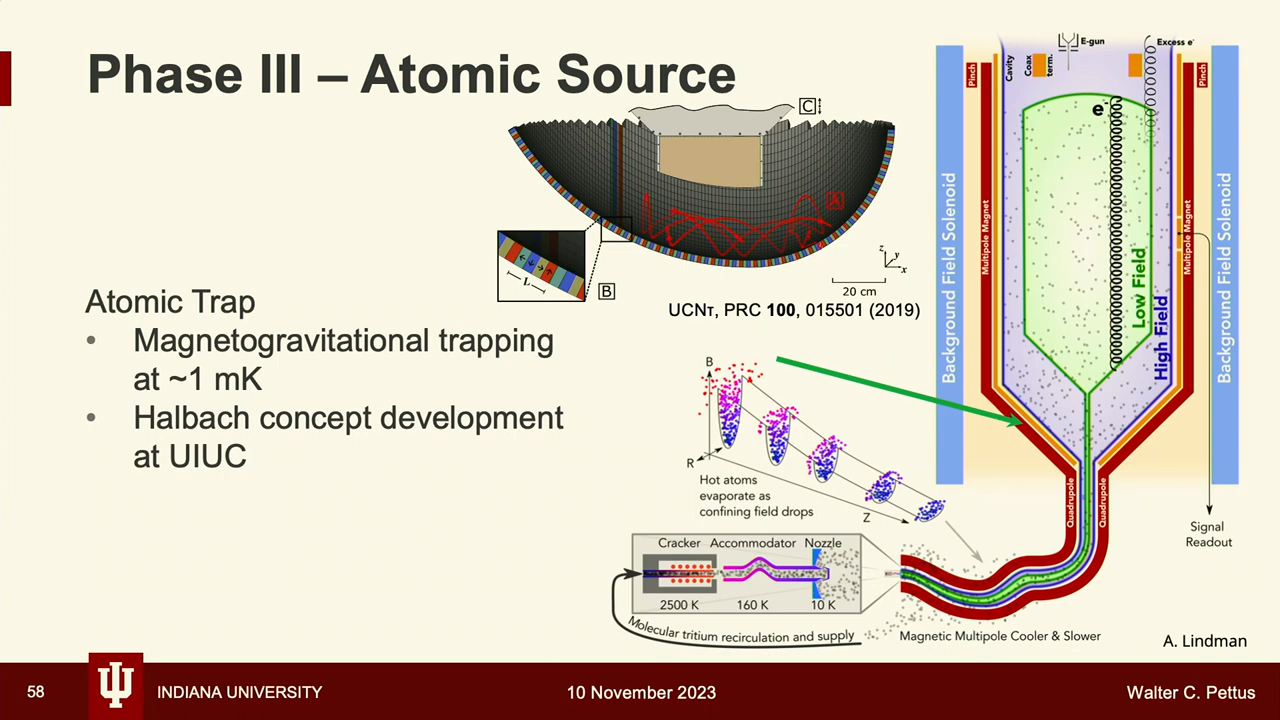 Phase III – Atomic Source
Atomic Trap
• Magnetogravitational trapping
at ~1 mK
• Halbach concept development
at UIUC
C
A
B
L
z
y
x
20 cm
UCNτ, PRC 100, 015501 (2019)
B
R
Z
Hot atoms
evaporate as
confining field drops
Cracker Accommodator Nozzle
2500 K 160 K 10 K
Molecular tritium recirculation and supply
Magnetic Multipole Cooler & Slower
E-gun
Excess e-
Cavity
Coax
term.
Pinch
Pinch
e-
Background Field Solenoid
Multipole Magnet
Low Field
High Field
Multipole Magnet
Background Field Solenoid
Quadrupole
Quadrupole
Signal
Readout
A. Lindman
58 INDIANA UNIVERSITY 10 November 2023 Walter C. Pettus